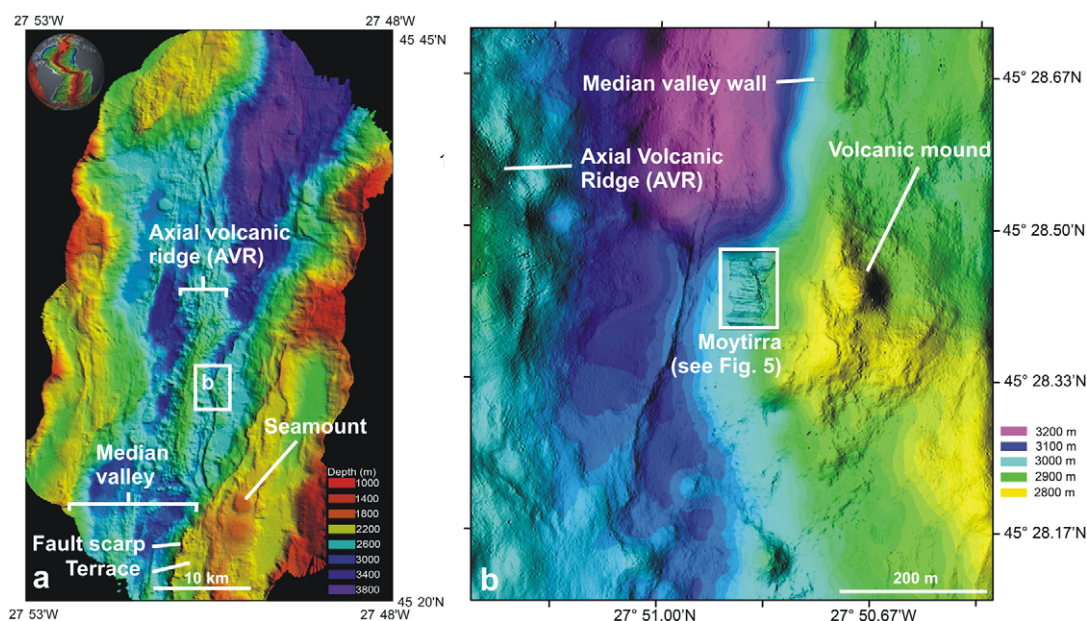 27 53'W
27 48'W
45 45'N
Axial volcanic
ridge (AVR)
b
Seamount
Median
valley
Depth (m)
1000
1400
1800
2200
2600
3000
3400
3800
Fault scarp
Terrace
10 km
a
45 20'N
27 53'W
27 48'W
Median valley wall
45° 28.67'N
Axial Volcanic
Ridge (AVR)
Volcanic mound
45° 28.50'N
Moytirra
(see Fig. 5)
45° 28.33'N
3200 m
3100 m
3000 m
2900 m
2800 m
45° 28.17'N
b
200 m
27° 51.00'N
27° 50.67'W